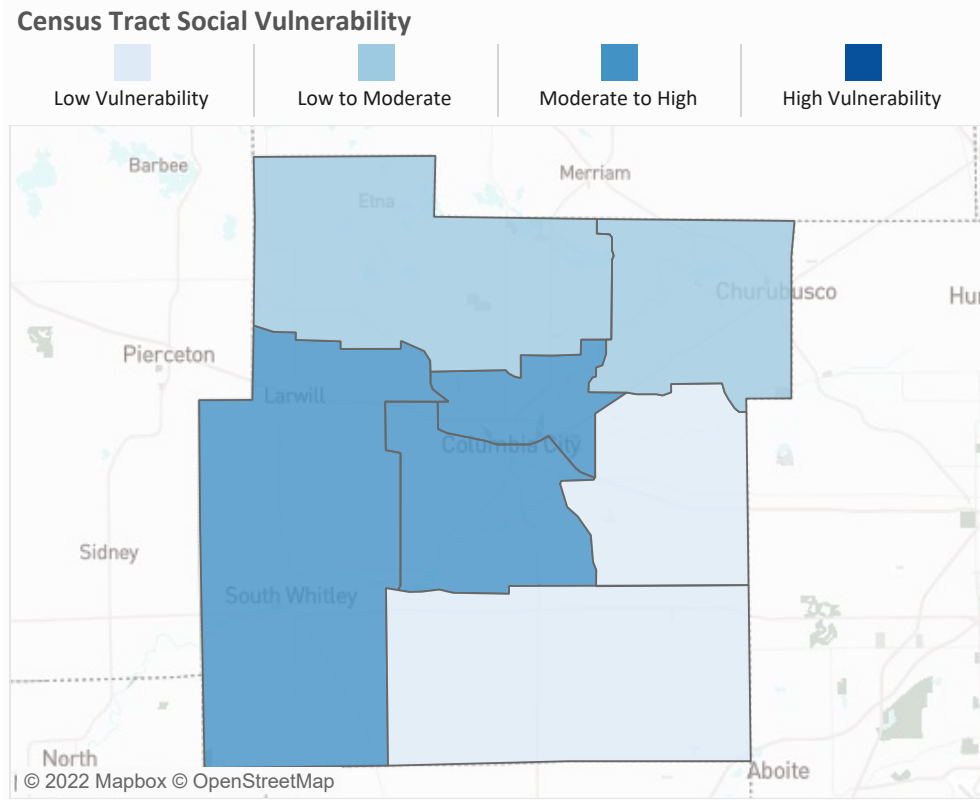 Census Tract Social Vulnerability
Low Vulnerability
Low to Moderate
Moderate to High
High Vulnerability
Barbee
Merriam
Etna
Churubusco
Hu
Pierceton
Larwill
Columbia City
Sidney
South Whitley
North
Aboite
| © 2022 Mapbox © OpenStreetMap